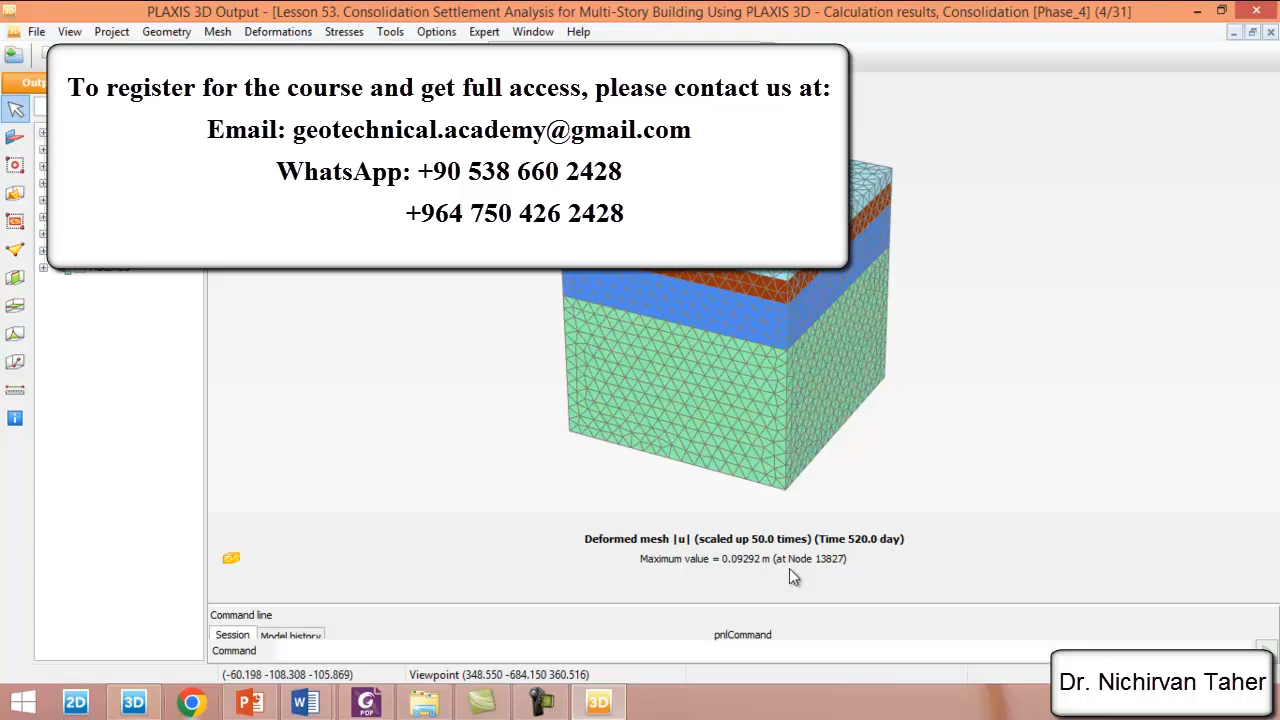 PLAXIS 3D Output - [Lesson 53. Consolidation Settlement Analysis for Multi-Story Building Using PLAXIS 3D - Calculation results, Consolidation [Phase_4] (4/31]
File View Project Geometry Mesh Deformations Stresses Tools Options Expert Window Help
To register for the course and get full access, please contact us at:
Email: geotechnical.academy@gmail.com
WhatsApp: +90 538 660 2428
+964 750 426 2428
Deformed mesh |u| (scaled up 50.0 times) (Time 520.0 day)
Maximum value = 0.09292 m (at Node 13827)
Command line
Session Model history
pnlCommand
Command
(-60.198 -108.308 -105.869) Viewpoint (348.550 -684.150 360.516)
Dr. Nichirvan Taher
2D 3D PDF 3D